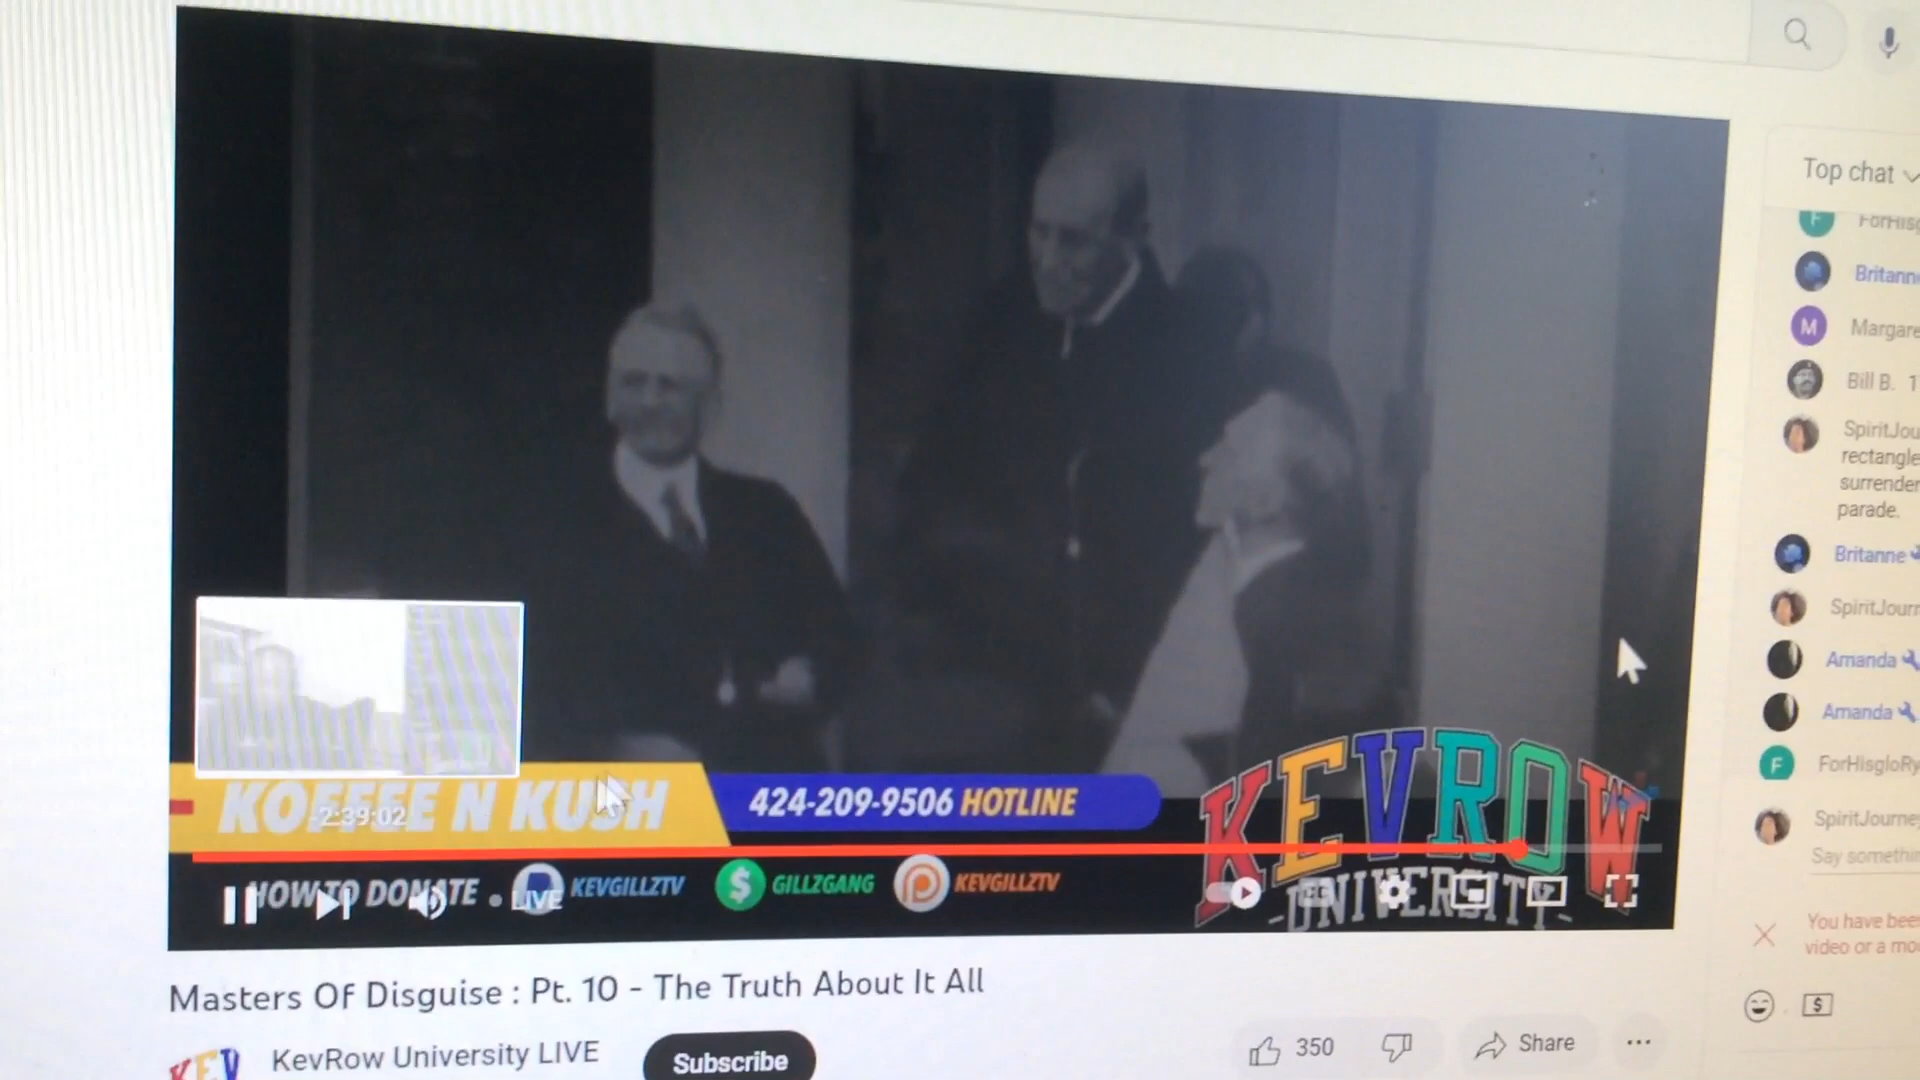 KOFFEE N KUSH
-2:39:02
424-209-9506 HOTLINE
HOW TO DONATE
LIVE
KEVGILLZTV
$ GILLZGANG
KEVGILLZTV
KEVROW
-UNIVERSITY-
Masters Of Disguise : Pt. 10 - The Truth About It All
KEV
KevRow University LIVE
Subscribe
350
Share
Top chat
F
Britann
M Margare
Bill B. 1
SpiritJou
rectangle
surrender
parade.
Britanne
SpiritJourn
Amanda
Amanda
F ForHisgloRy
SpiritJourne
Say somethin
You have bee
video or a mo